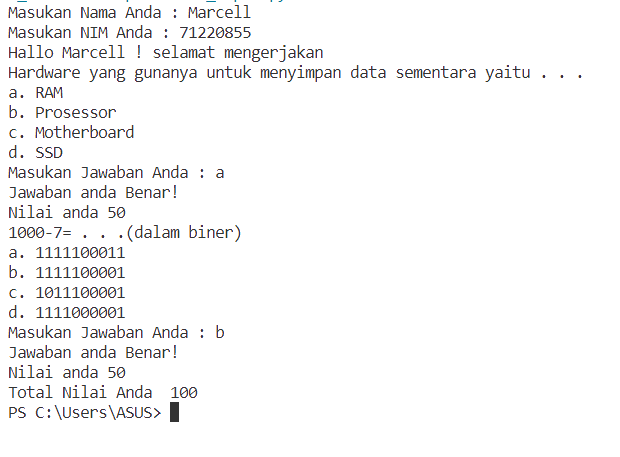 Masukan Nama Anda : Marcell
Masukan NIM Anda : 71220855
Hallo Marcell ! selamat mengerjakan
Hardware yang gunanya untuk menyimpan data sementara yaitu . . .
a. RAM
b. Prosessor
c. Motherboard
d. SSD
Masukan Jawaban Anda : a
Jawaban anda Benar!
Nilai anda 50
1000-7= . . .(dalam biner)
a. 1111100011
b. 1111100001
c. 1011100001
d. 1111000001
Masukan Jawaban Anda : b
Jawaban anda Benar!
Nilai anda 50
Total Nilai Anda  100
PS C:\Users\ASUS>